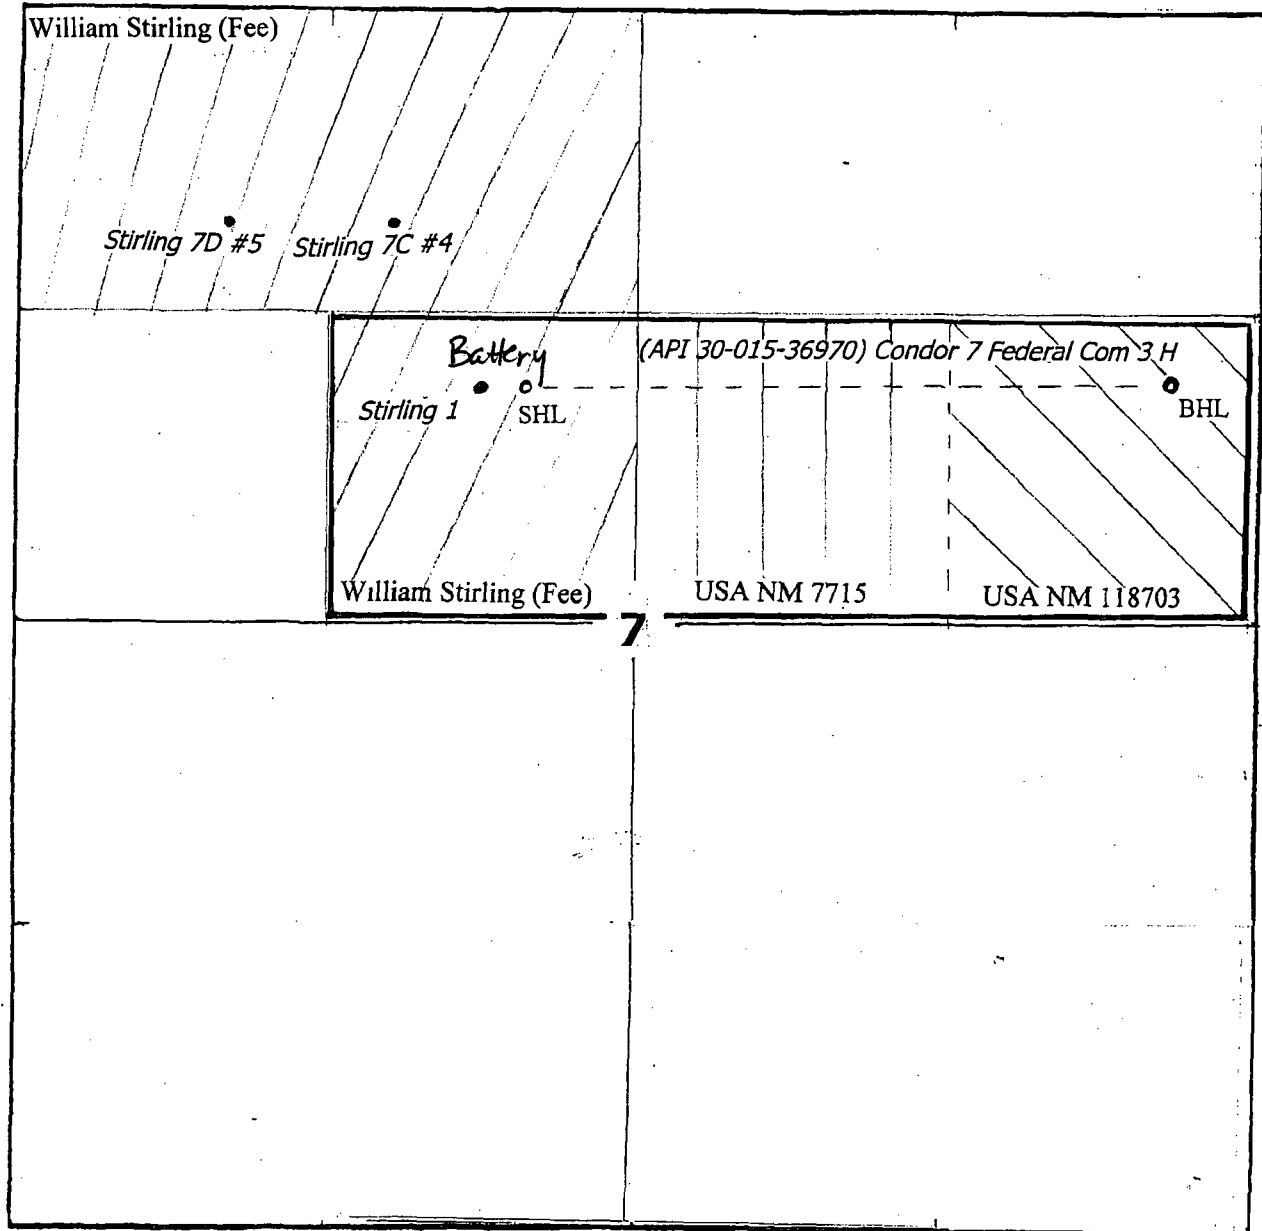 William Stirling (Fee)
Stirling 7D #5
Stirling 7C #4
Battery
(API 30-015-36970) Condor 7 Federal Com 3 H
Stirling 1
SHL
BHL
William Stirling (Fee)
USA NM 7715
USA NM 118703
7